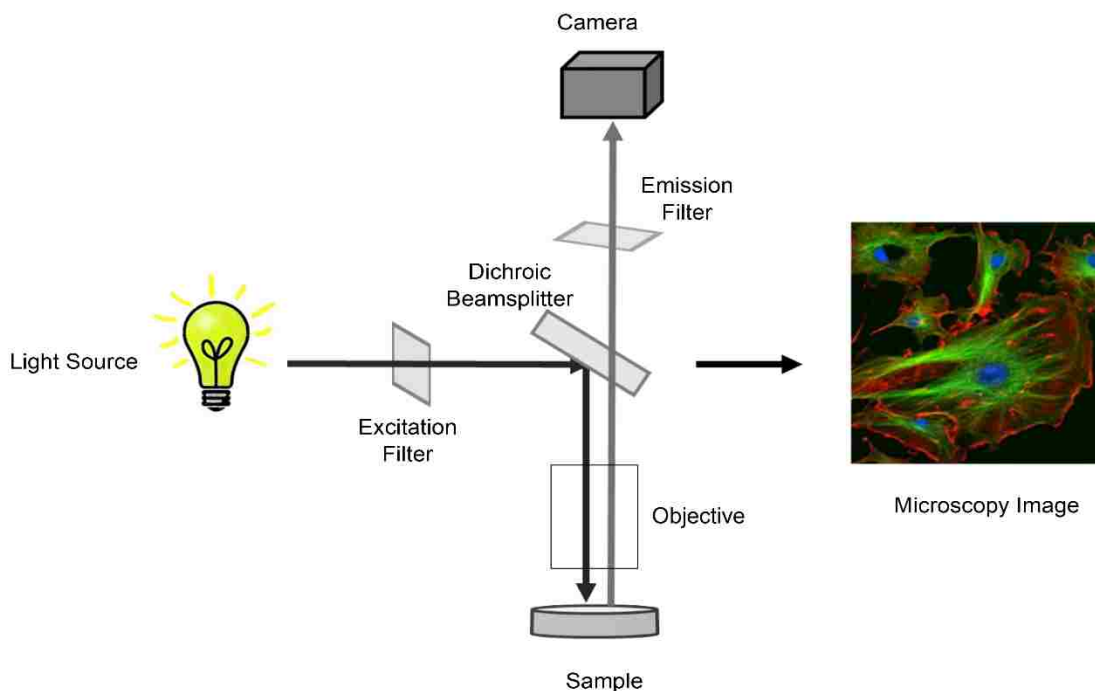 Camera
Emission
Filter
Dichroic
Beamsplitter
Light Source
Excitation
Filter
Objective
Microscopy Image
Sample